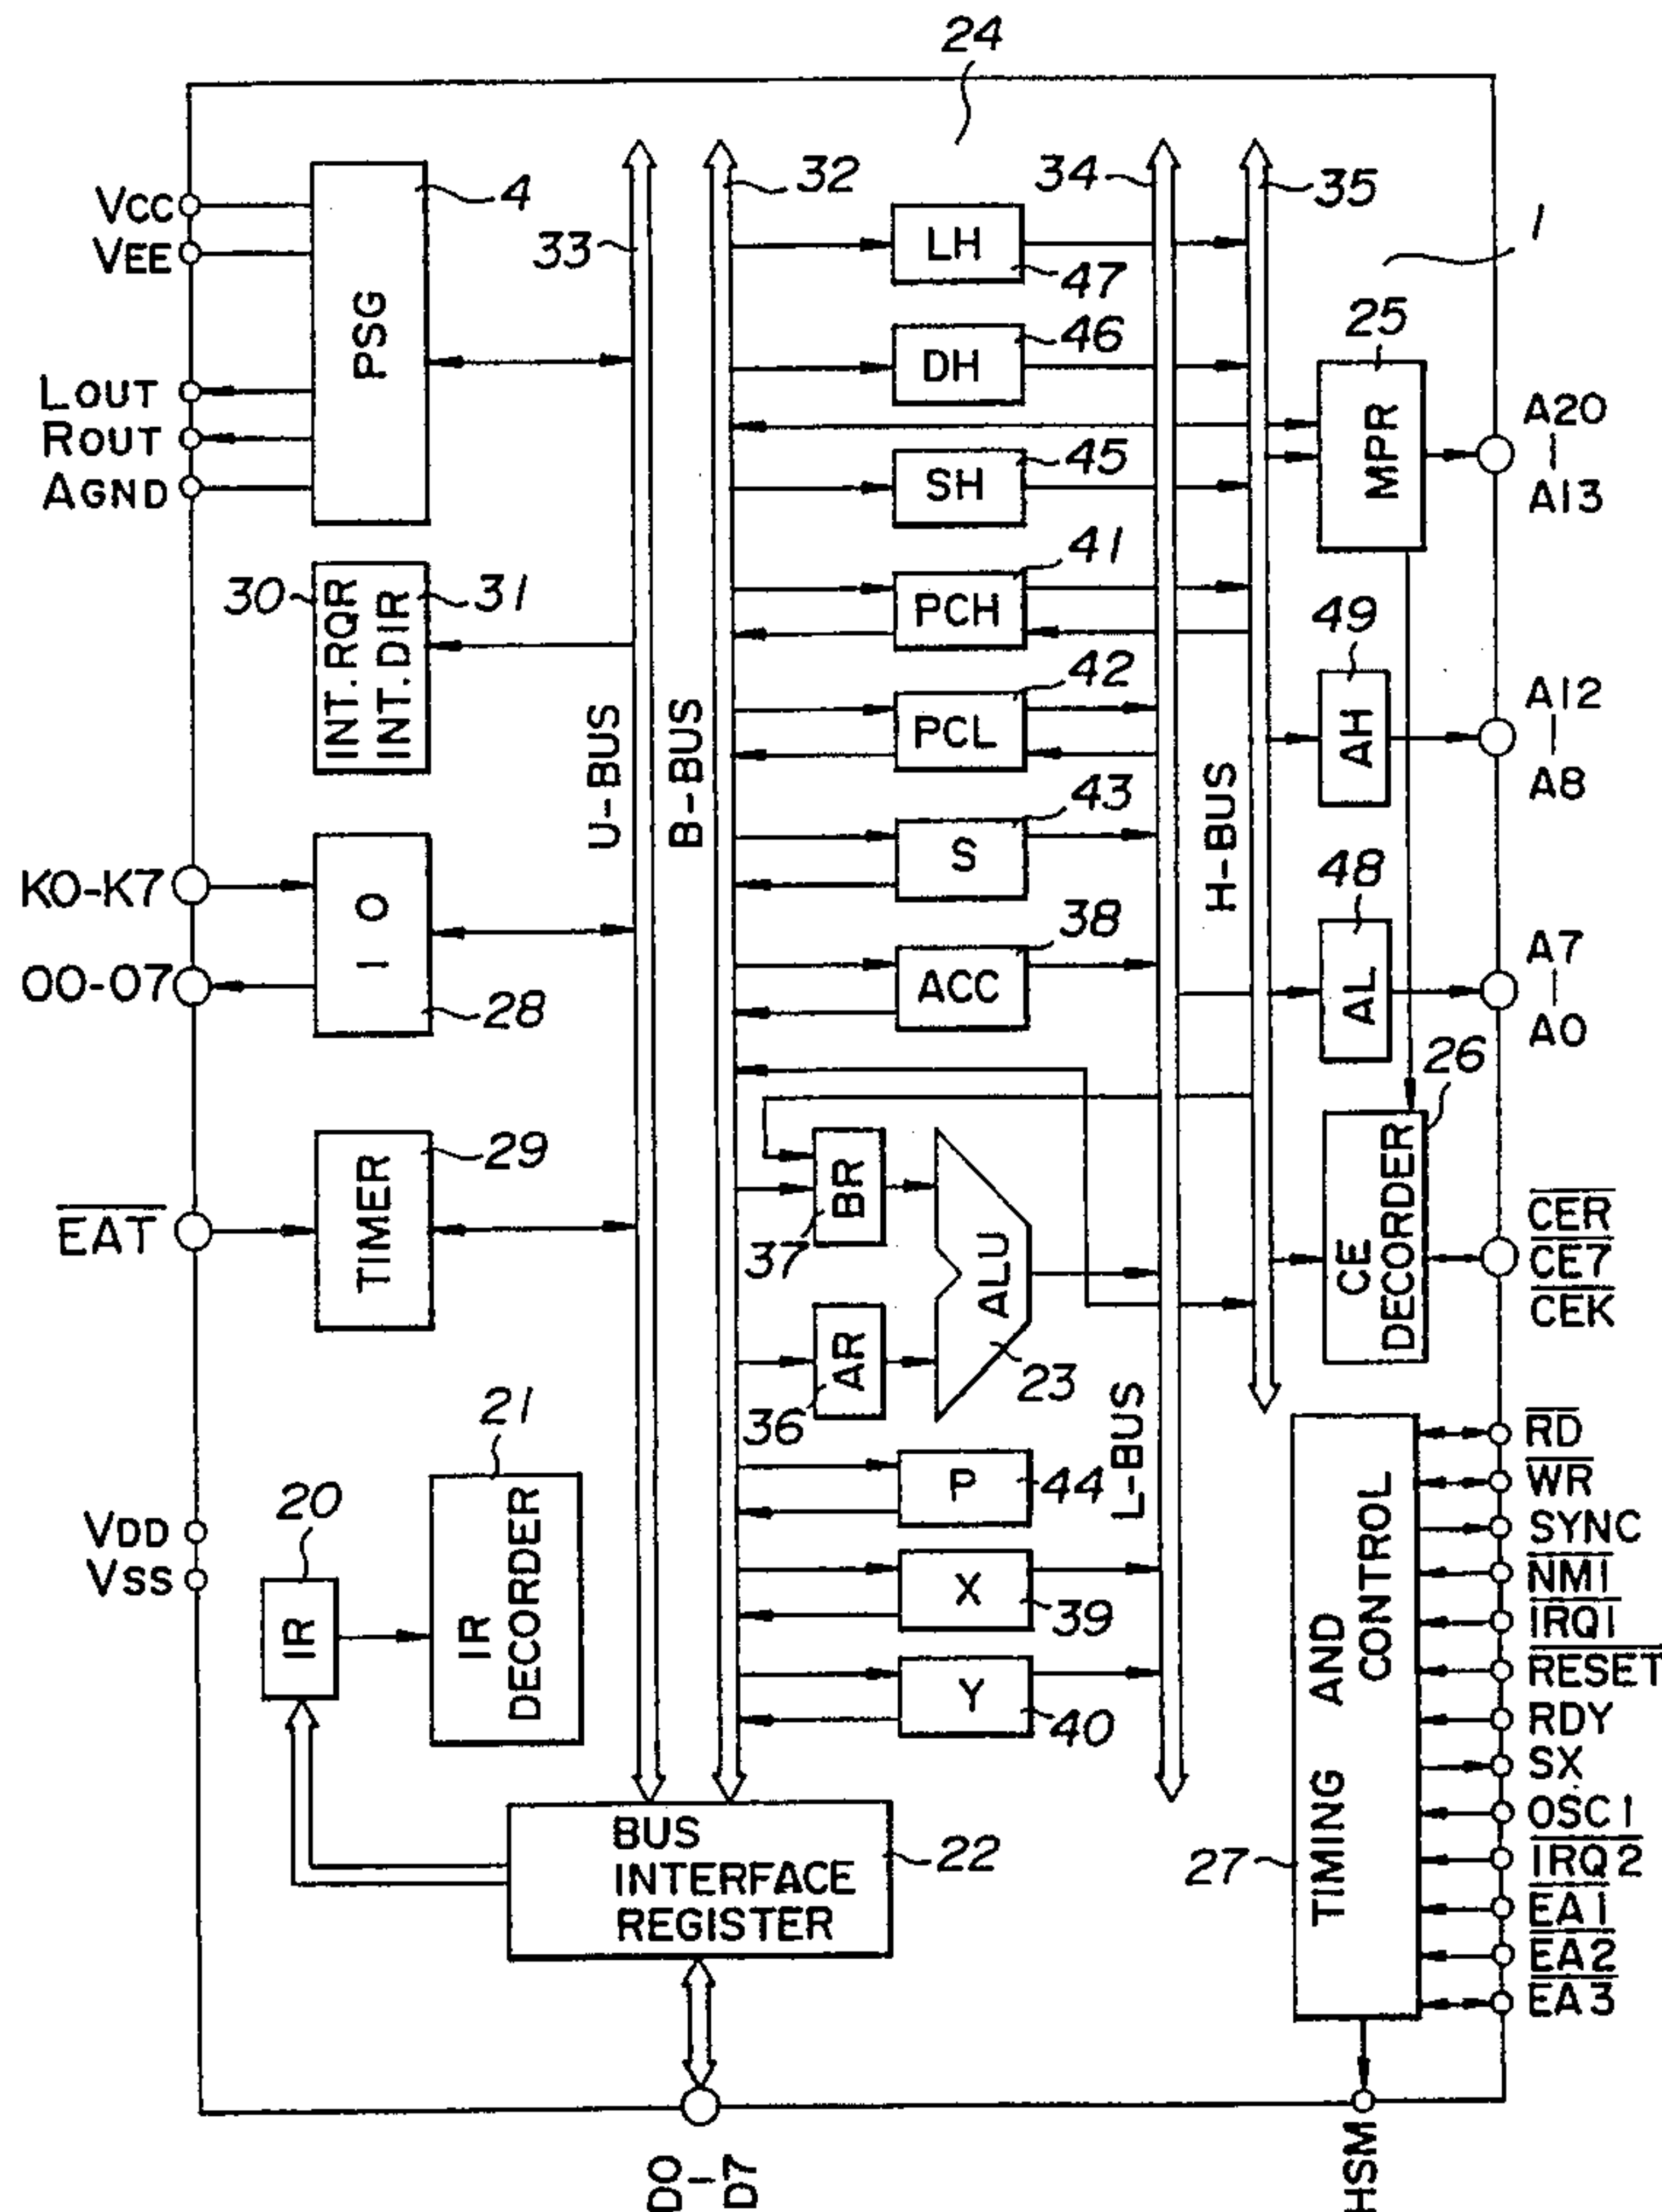 24
VCC
VEE
LOUT
ROUT
AGND
4
PSG
33
32
34
35
1
LH
47
DH
46
SH
45
25
MPR
A20
|
A13
30
INT.RQR
INT.DIR
31
PCH
41
PCL
42
49
AH
A12
|
A8
U-BUS
B-BUS
H-BUS
S
43
K0-K7
00-07
I O
28
ACC
38
48
AL
A7
|
A0
26
CE
DECORDER
CER
CE7
CEK
EAT
TIMER
29
BR
37
AR
36
ALU
23
L-BUS
21
20
IR
IR
DECORDER
VDD
VSS
P
44
X
39
Y
40
BUS
INTERFACE
REGISTER
22
27
TIMING AND
CONTROL
RD
WR
SYNC
NMI
IRQ1
RESET
RDY
SX
OSC1
IRQ2
EA1
EA2
EA3
D0
|
D7
HSM